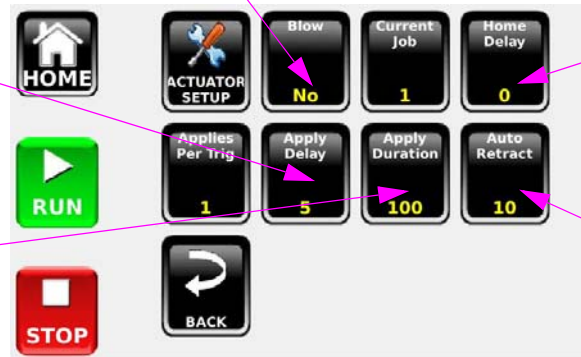 HOME
ACTUATOR
SETUP
Blow
No
Current
Job
1
Home
Delay
0
RUN
Applies
Per Trig
1
Apply
Delay
5
Apply
Duration
100
Auto
Retract
10
STOP
BACK